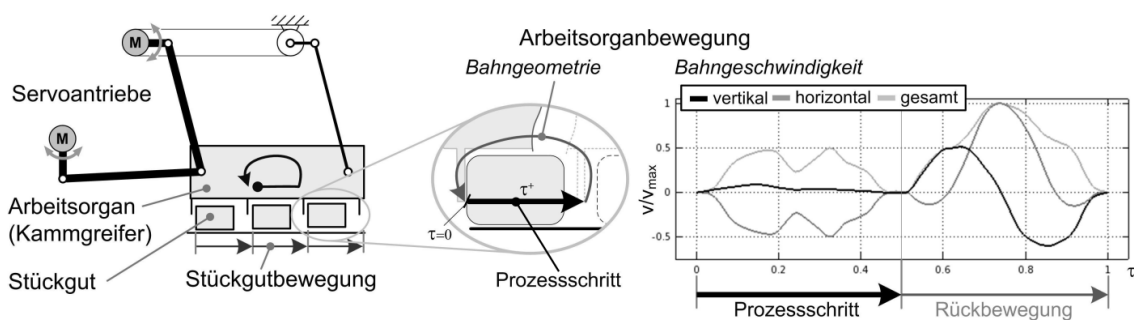 M
Servoantriebe
M
Arbeitsorgan
(Kammgreifer)
Stückgut
Stückgutbewegung
Arbeitsorganbewegung
Bahngeometrie
τ=0
τ⁺
Prozessschritt
Bahngeschwindigkeit
vertikal horizontal gesamt
v/vmax
1
0.5
0
-0.5
0 0.2 0.4 0.6 0.8 1 τ
Prozessschritt Rückbewegung